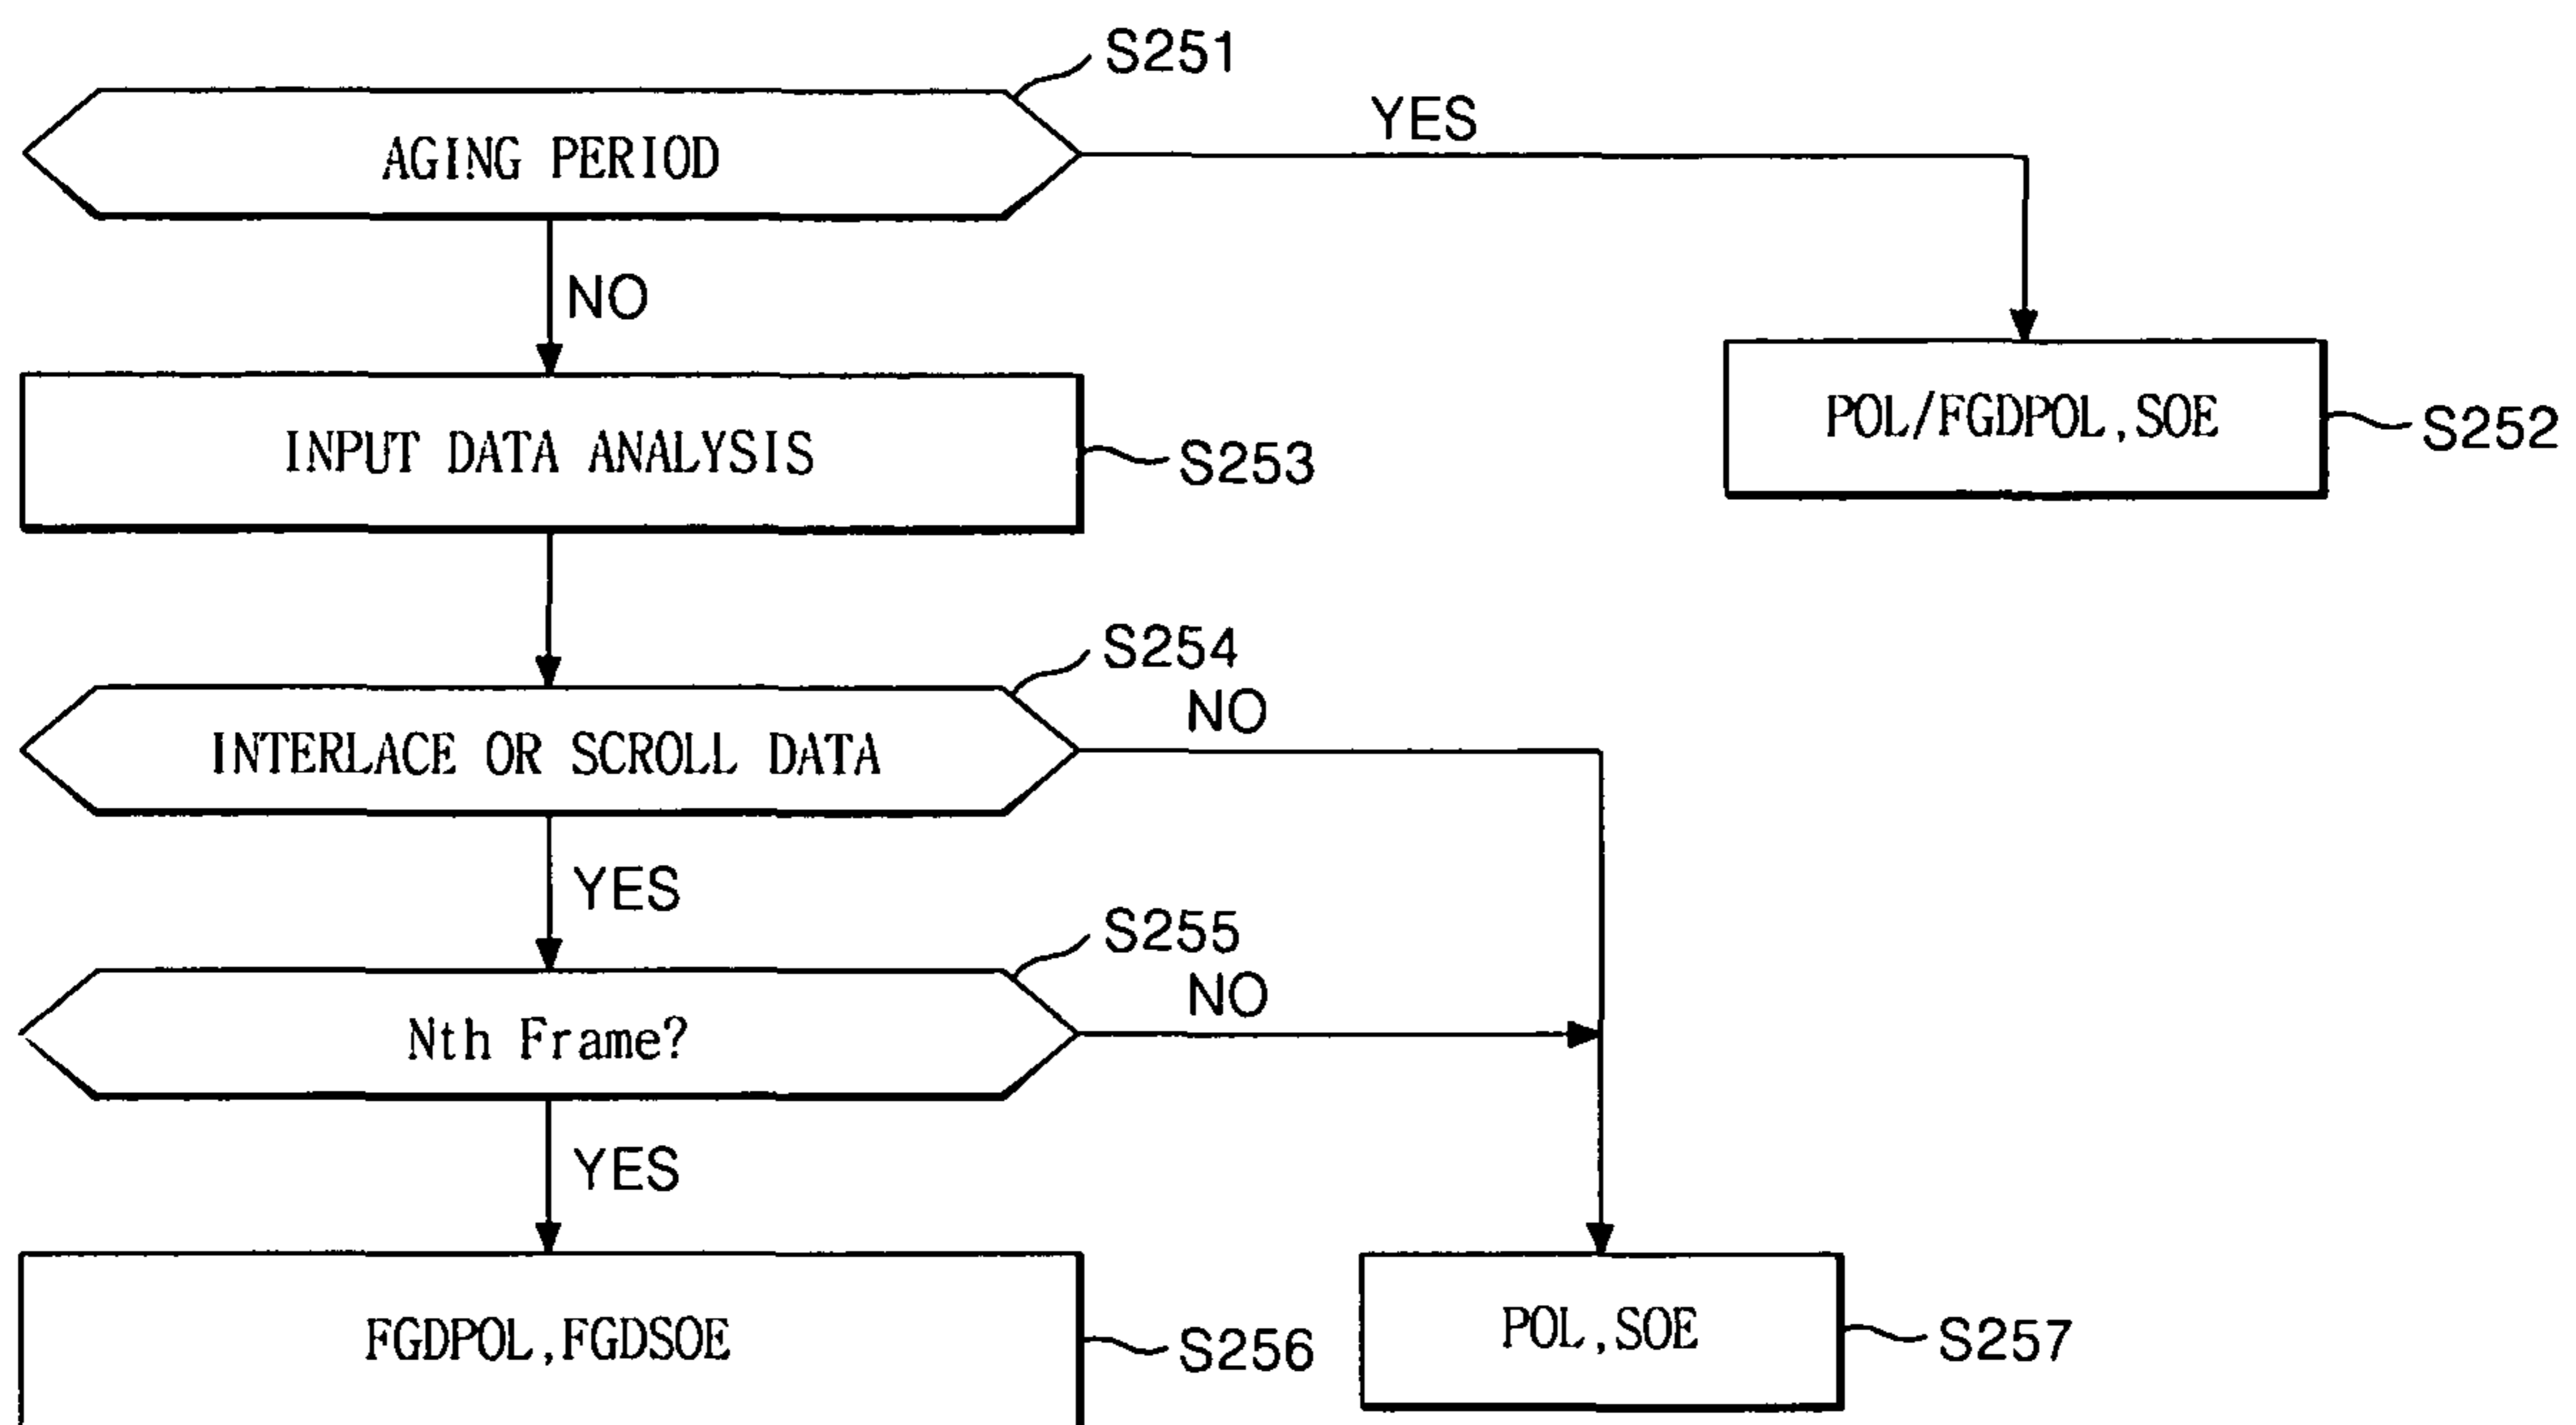 S251
AGING PERIOD
YES
NO
POL/FGDPOL,SOE
S252
INPUT DATA ANALYSIS
S253
S254
INTERLACE OR SCROLL DATA
NO
YES
S255
Nth Frame?
NO
YES
FGDPOL,FGDSOE
S256
POL,SOE
S257